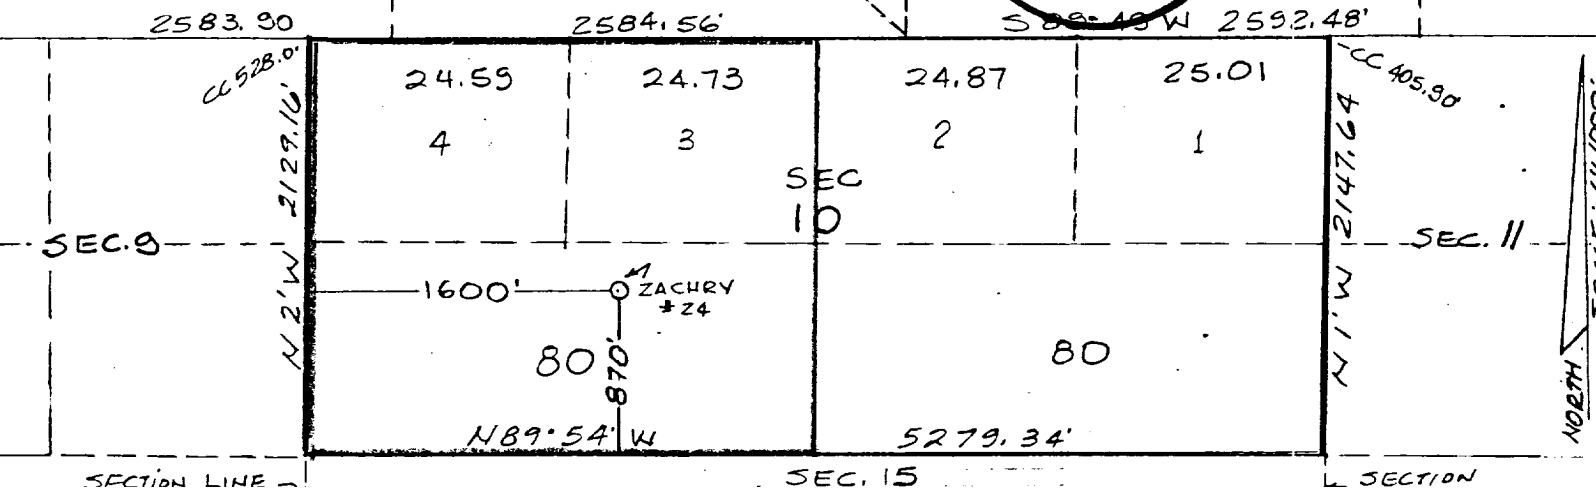 2583.90 2584.56' S 89°49' W 2592.48'
CC 528.0' CC 405.90'
24.59 24.73 24.87 25.01
4 3 2 1
N 2' W 2129.16'
N 1' W 2147.64
SEC
10
SEC. 9 SEC. 11
1600' ZACHRY
#24
80 870' 80
N89°54' W 5279.34'
NORTH
SECTION LINE SEC. 15 SECTION